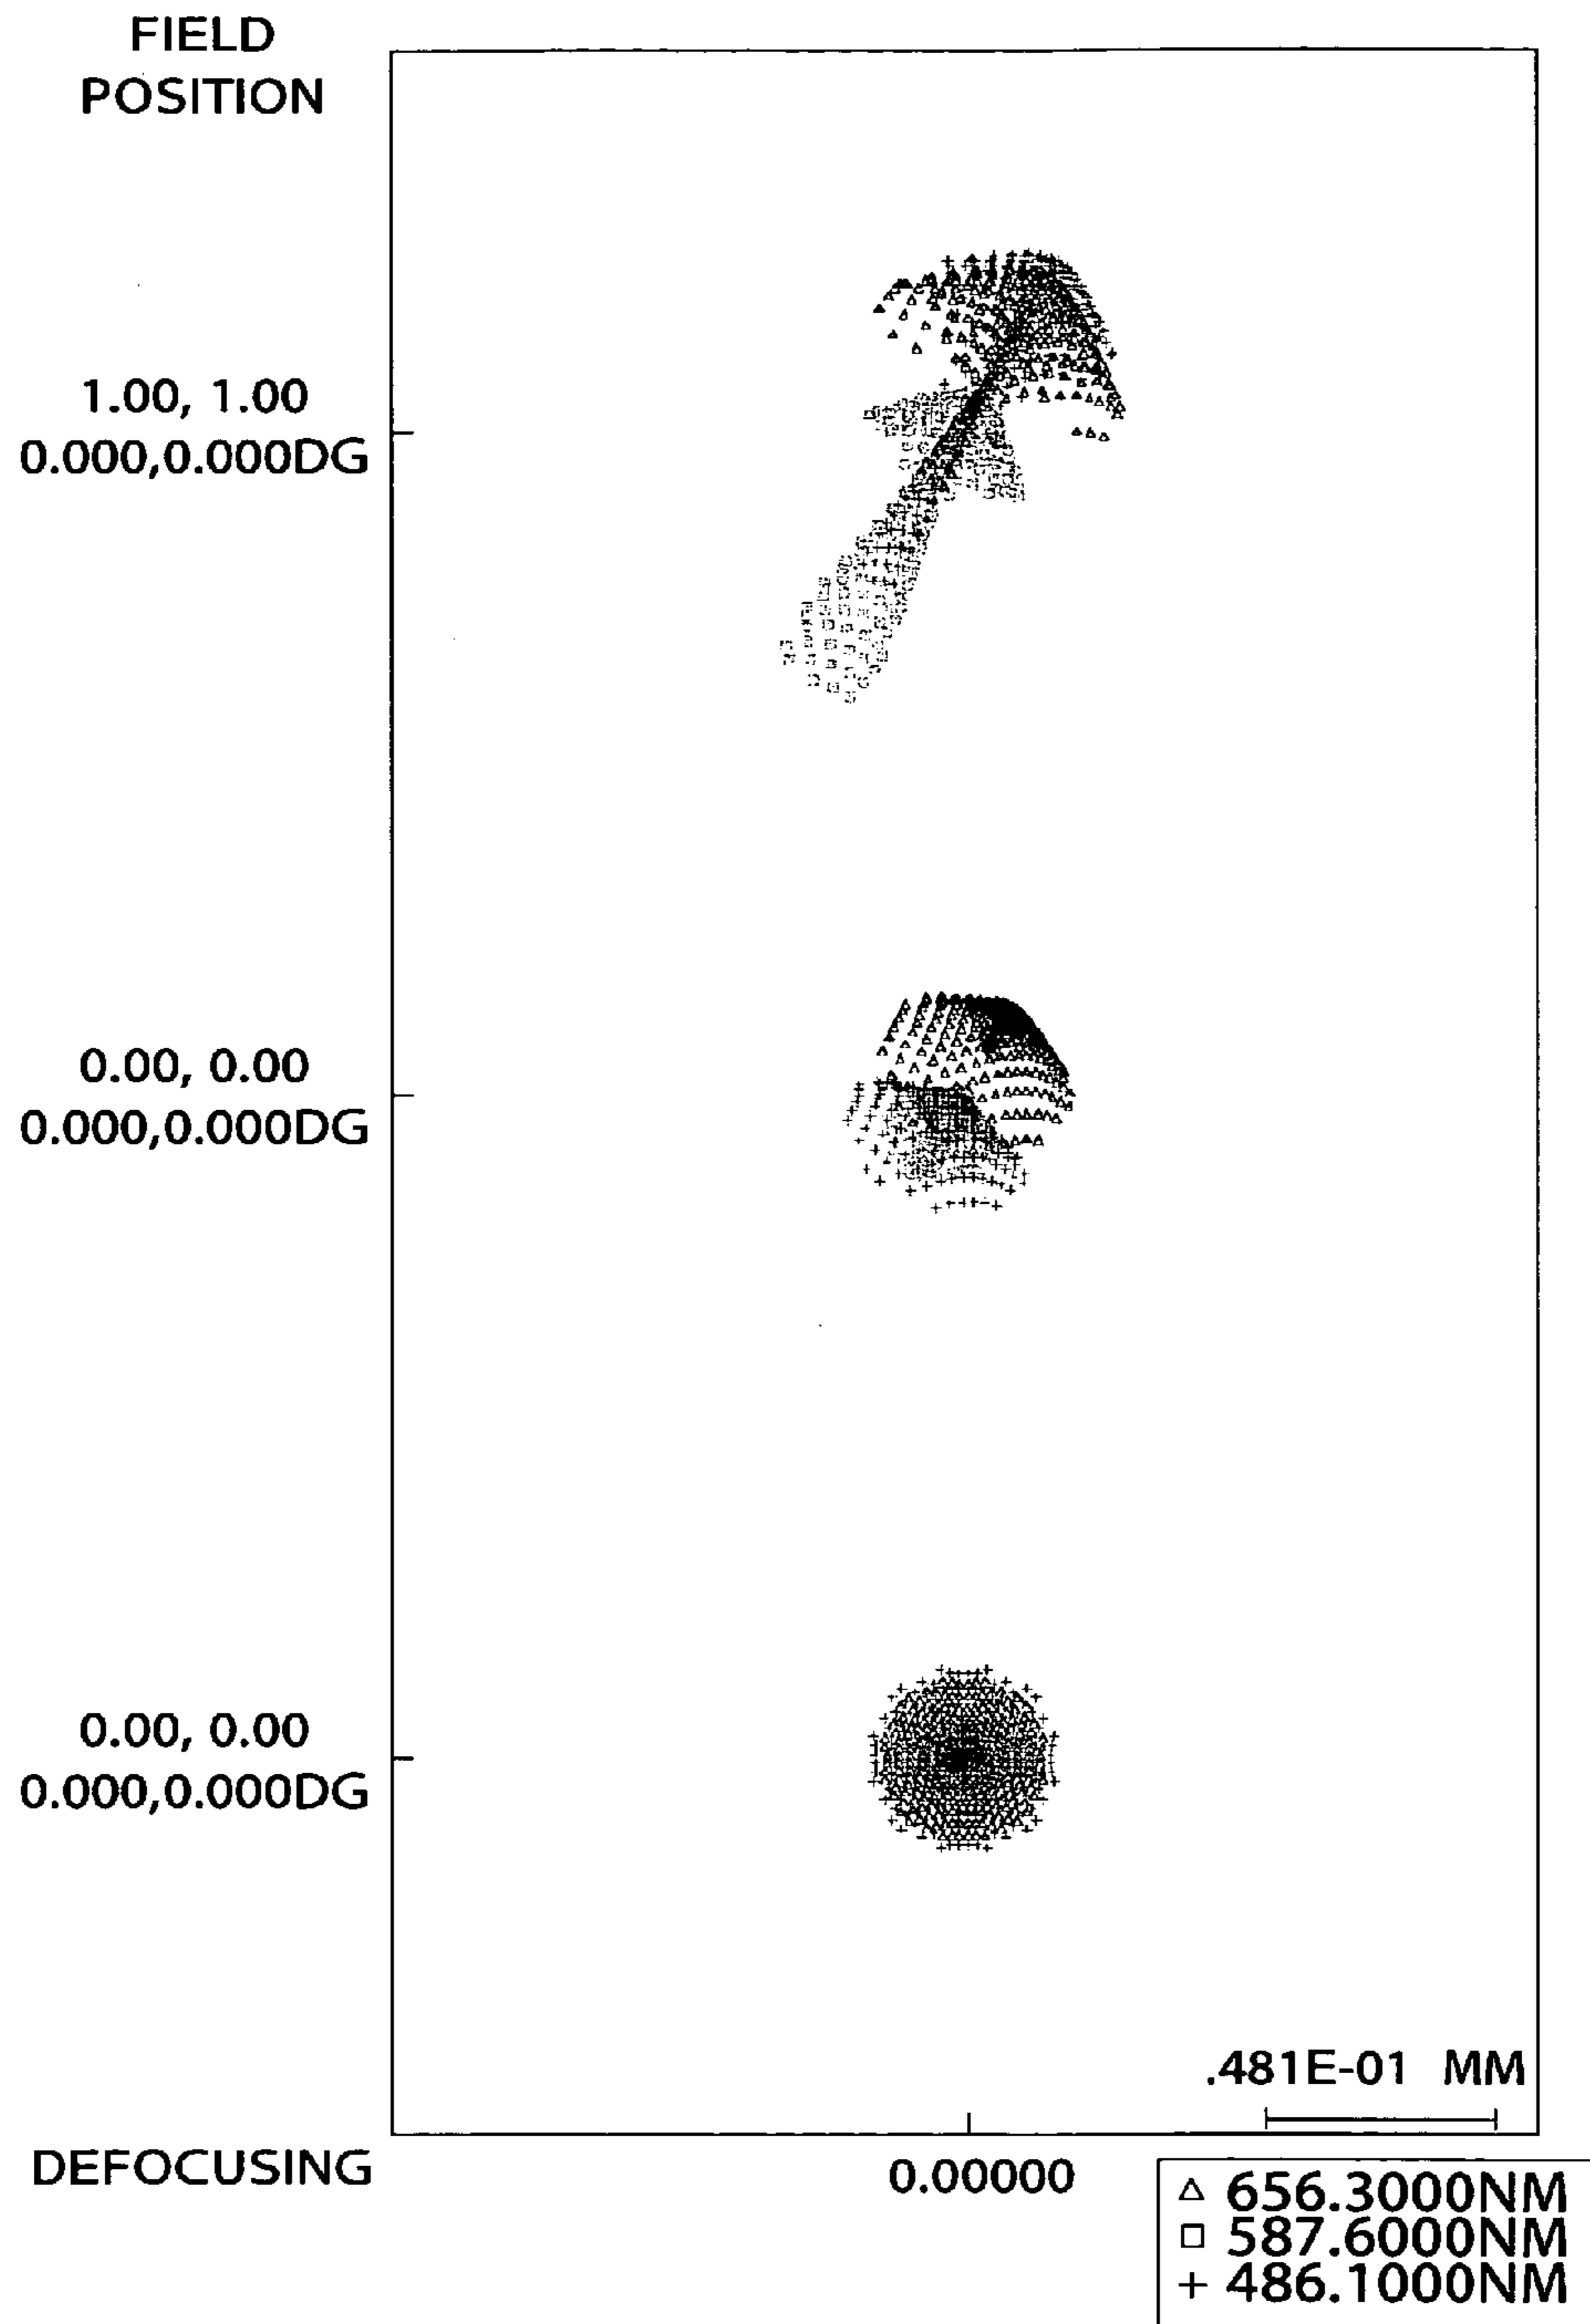 FIELD
POSITION
1.00, 1.00
0.000,0.000DG
0.00, 0.00
0.000,0.000DG
0.00, 0.00
0.000,0.000DG
.481E-01 MM
DEFOCUSING
0.00000
△ 656.3000NM
□ 587.6000NM
+ 486.1000NM